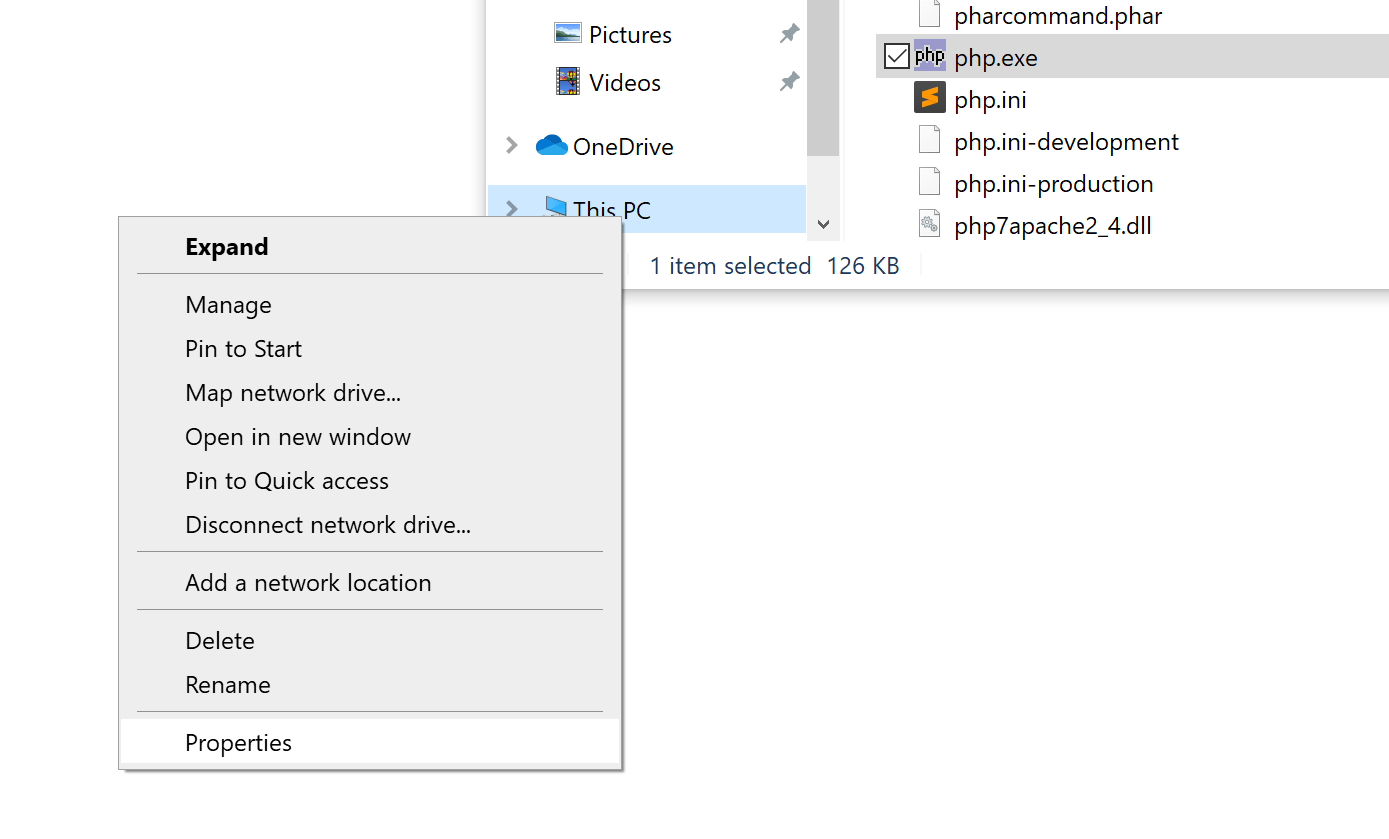 Pictures
Videos
OneDrive
This PC
pharcommand.phar
php php.exe
php.ini
php.ini-development
php.ini-production
php7apache2_4.dll
1 item selected 126 KB
Expand
Manage
Pin to Start
Map network drive...
Open in new window
Pin to Quick access
Disconnect network drive...
Add a network location
Delete
Rename
Properties